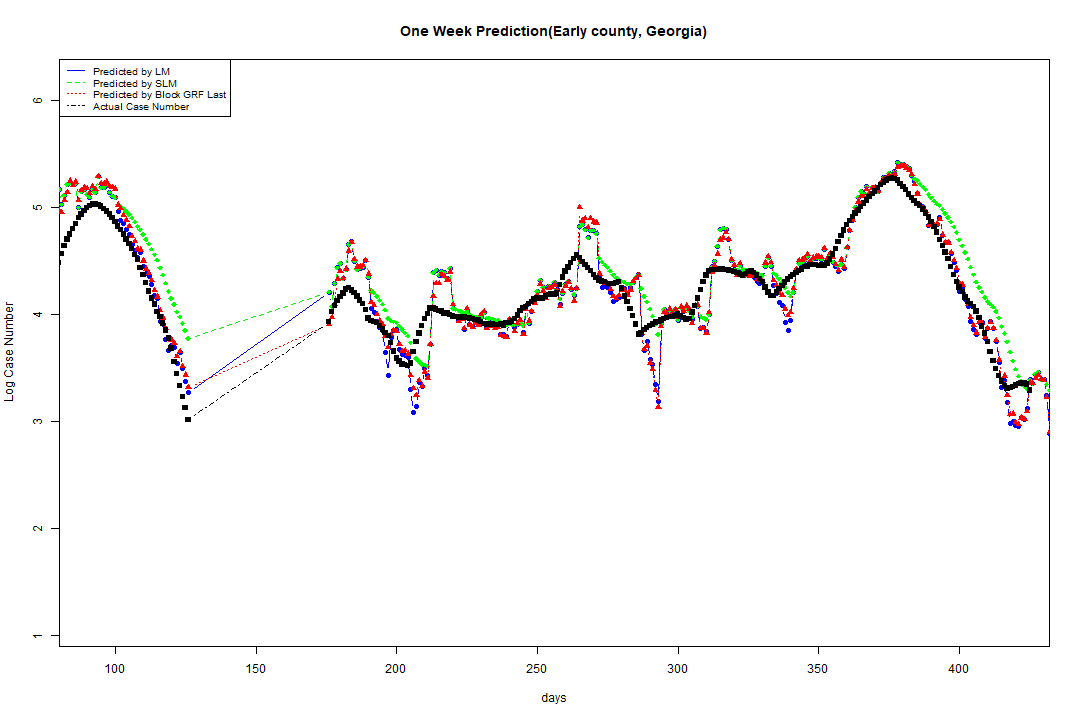 One Week Prediction(Early county, Georgia)
Predicted by LM
Predicted by SLM
Predicted by Block GRF Last
Actual Case Number
Log Case Number
6
5
4
3
2
1
100 150 200 250 300 350 400
days